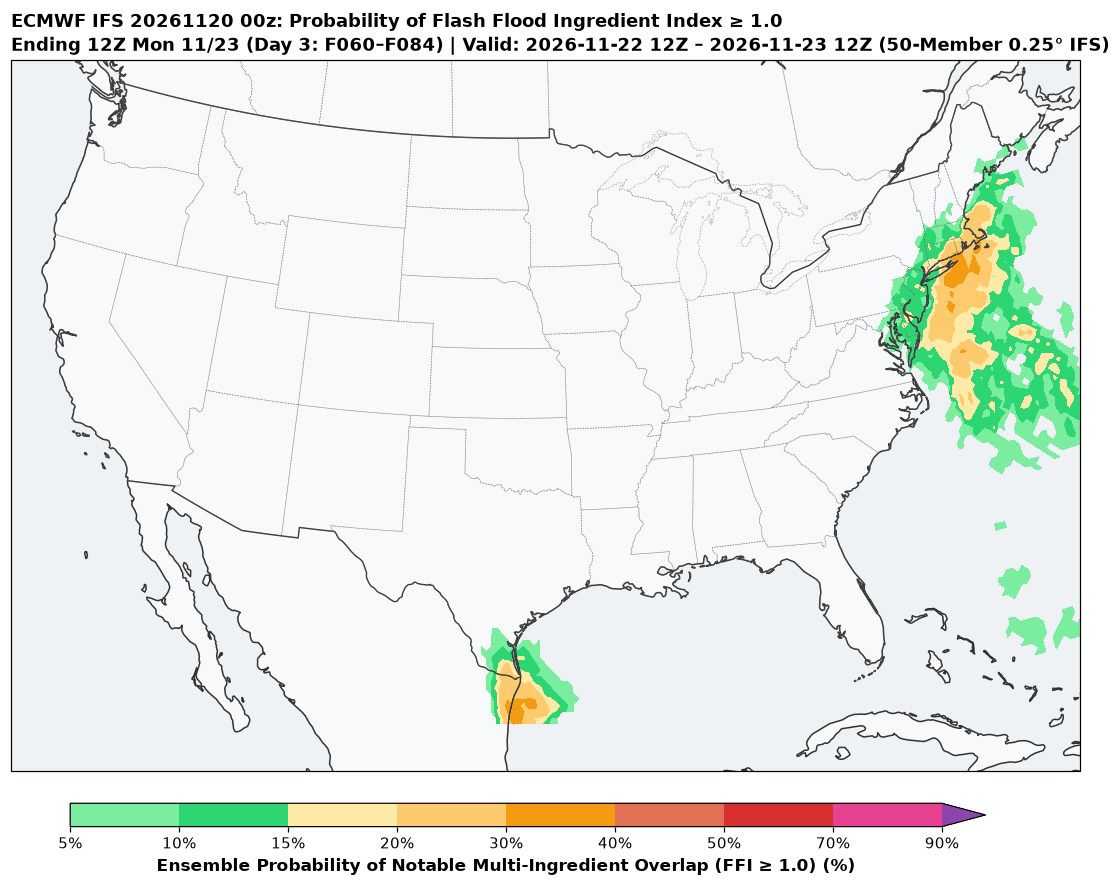 ECMWF IFS 20261120 00z: Probability of Flash Flood Ingredient Index ≥ 1.0
Ending 12Z Mon 11/23 (Day 3: F060–F084) | Valid: 2026-11-22 12Z – 2026-11-23 12Z (50-Member 0.25° IFS)
5% 10% 15% 20% 30% 40% 50% 70% 90%
Ensemble Probability of Notable Multi-Ingredient Overlap (FFI ≥ 1.0) (%)